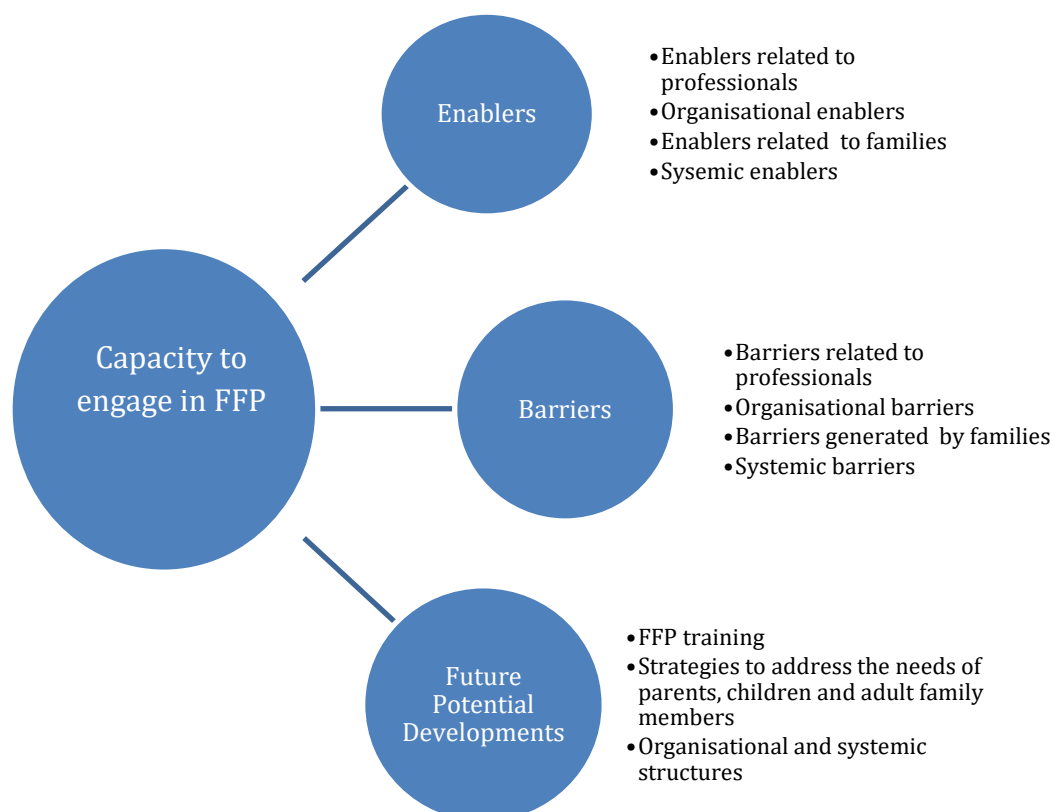 Enablers
•Enablers related to
professionals
•Organisational enablers
•Enablers related  to families
•Sysemic enablers
Capacity to
engage in FFP
Barriers
•Barriers related to
professionals
•Organisational barriers
•Barriers generated  by families
•Systemic barriers
Future
Potential
Developments
•FFP training
•Strategies to address the needs of
parents, children and adult family
members
•Organisational and systemic
structures